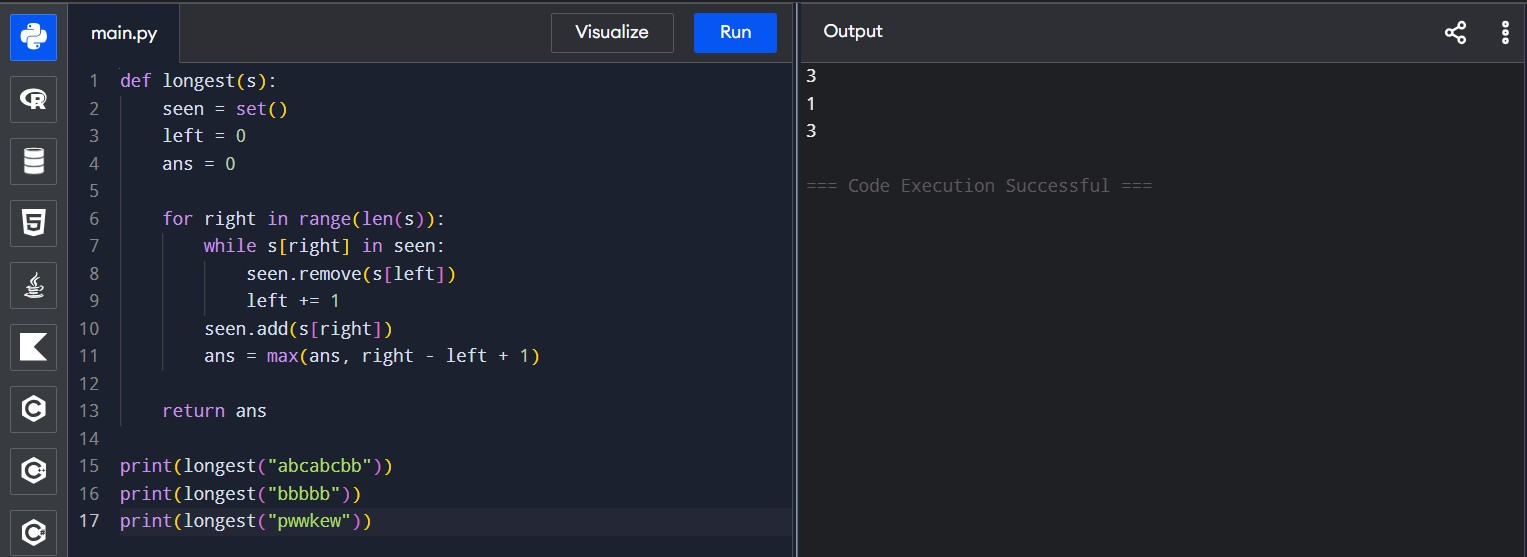 main.py
Visualize
Run
Output
1 def longest(s):
2     seen = set()
3     left = 0
4     ans = 0
5
6     for right in range(len(s)):
7         while s[right] in seen:
8             seen.remove(s[left])
9             left += 1
10         seen.add(s[right])
11         ans = max(ans, right - left + 1)
12
13     return ans
14
15 print(longest("abcabcbb"))
16 print(longest("bbbbb"))
17 print(longest("pwwkew"))
3
1
3
=== Code Execution Successful ===